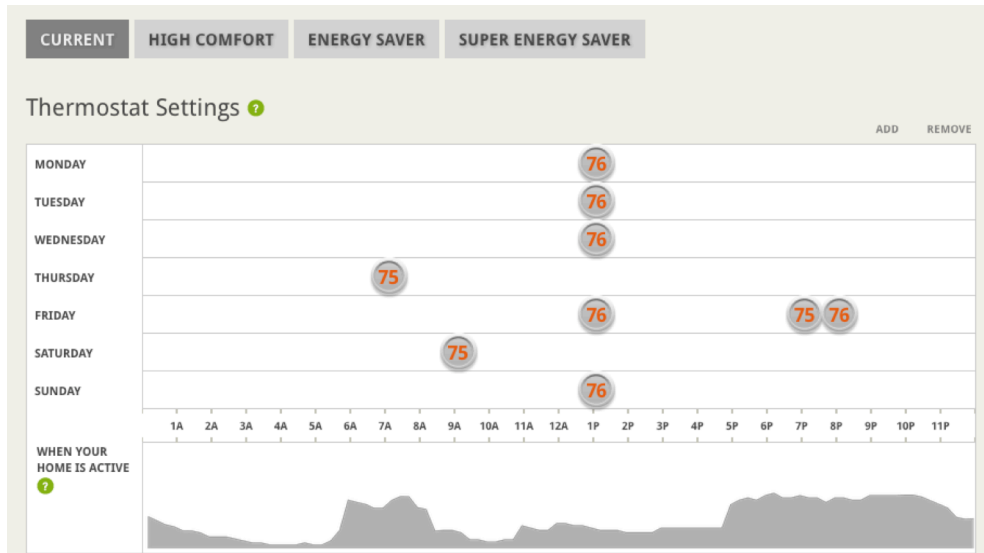 CURRENT HIGH COMFORT ENERGY SAVER SUPER ENERGY SAVER
Thermostat Settings ?
ADD REMOVE
MONDAY 76
TUESDAY 76
WEDNESDAY 76
THURSDAY 75
FRIDAY 76 75 76
SATURDAY 75
SUNDAY 76
1A 2A 3A 4A 5A 6A 7A 8A 9A 10A 11A 12A 1P 2P 3P 4P 5P 6P 7P 8P 9P 10P 11P
WHEN YOUR
HOME IS ACTIVE
?